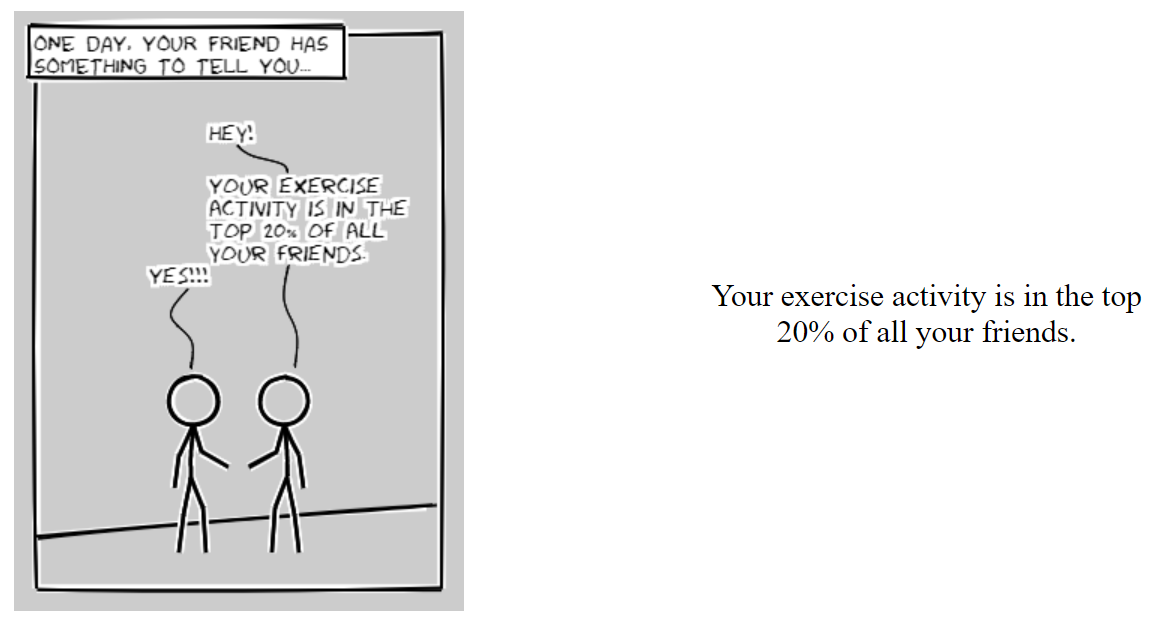 ONE DAY, YOUR FRIEND HAS
SOMETHING TO TELL YOU...
HEY!
YOUR EXERCISE
ACTIVITY IS IN THE
TOP 20% OF ALL
YOUR FRIENDS.
YES!!!
Your exercise activity is in the top
20% of all your friends.